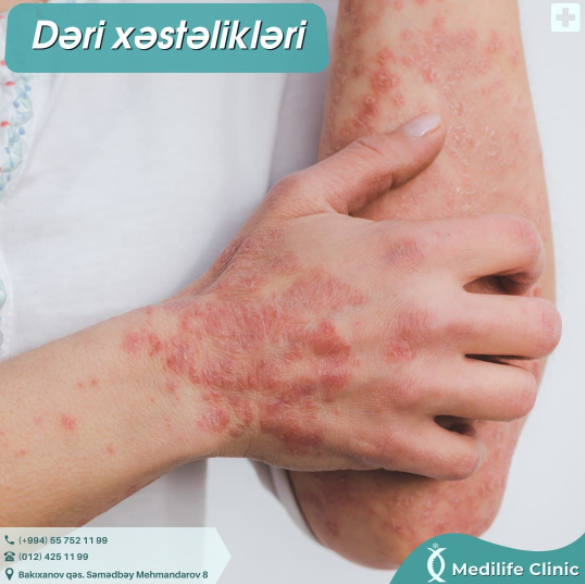 Dəri xəstəlikləri
(+994) 55 752 11 99
(012) 425 11 99
Bakıxanov qəs. Səmədbəy Mehmandarov 8
Medilife Clinic